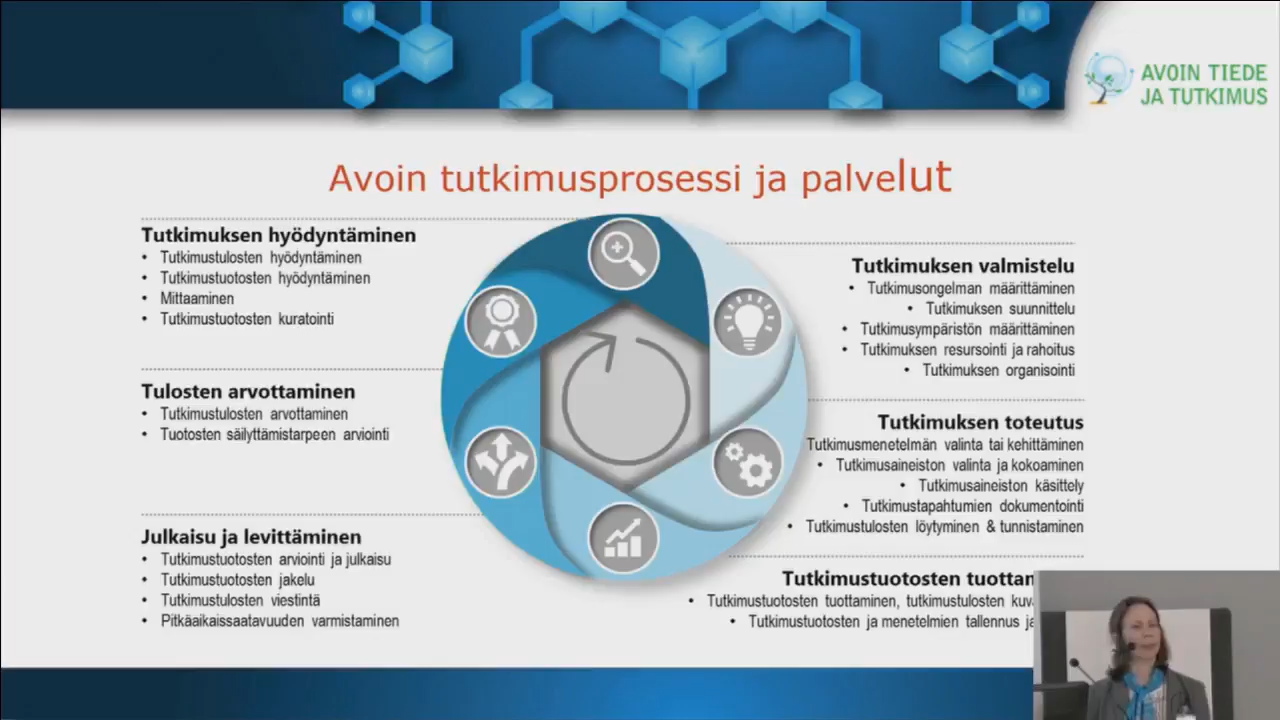 AVOIN TIEDE
JA TUTKIMUS
Avoin tutkimusprosessi ja palvelut
Tutkimuksen hyödyntäminen
• Tutkimustulosten hyödyntäminen
• Tutkimustuotosten hyödyntäminen
• Mittaaminen
• Tutkimustuotosten kuratointi
Tulosten arvottaminen
• Tutkimustulosten arvottaminen
• Tuotosten säilyttämistarpeen arviointi
Julkaisu ja levittäminen
• Tutkimustuotosten arviointi ja julkaisu
• Tutkimustuotosten jakelu
• Tutkimustulosten viestintä
• Pitkäaikaissaatavuuden varmistaminen
Tutkimuksen valmistelu
• Tutkimusongelman määrittäminen
• Tutkimuksen suunnittelu
• Tutkimusympäristön määrittäminen
• Tutkimuksen resursointi ja rahoitus
• Tutkimuksen organisointi
Tutkimuksen toteutus
Tutkimusmenetelmän valinta tai kehittäminen
• Tutkimusaineiston valinta ja kokoaminen
• Tutkimusaineiston käsittely
• Tutkimustapahtumien dokumentointi
• Tutkimustulosten löytyminen & tunnistaminen
Tutkimustuotosten tuottam
• Tutkimustuotosten tuottaminen, tutkimustulosten kuv
• Tutkimustuotosten ja menetelmien tallennus ja